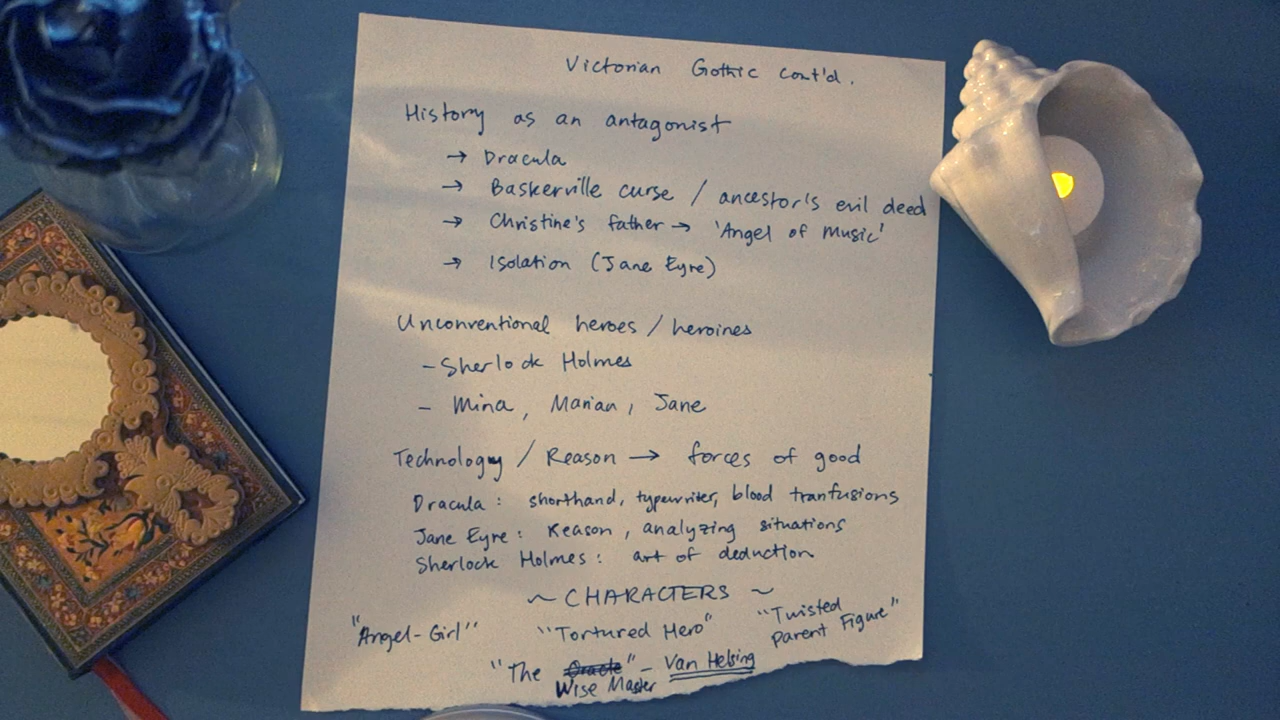 Victorian Gothic cont'd.
History as an antagonist
→ Dracula
→ Baskerville curse / ancestor's evil deed
→ Christine's father → 'Angel of Music'
→ Isolation (Jane Eyre)
Unconventional heroes / heroines
- Sherlock Holmes
- Mina, Marian, Jane
Technology / Reason → forces of good
Dracula: shorthand, typewriter, blood tranfusions
Jane Eyre: Reason, analyzing situations
Sherlock Holmes: art of deduction
~ CHARACTERS ~
"Angel-Girl" "Tortured Hero" "Twisted
Parent Figure"
"The Oracle" - Van Helsing
Wise Master